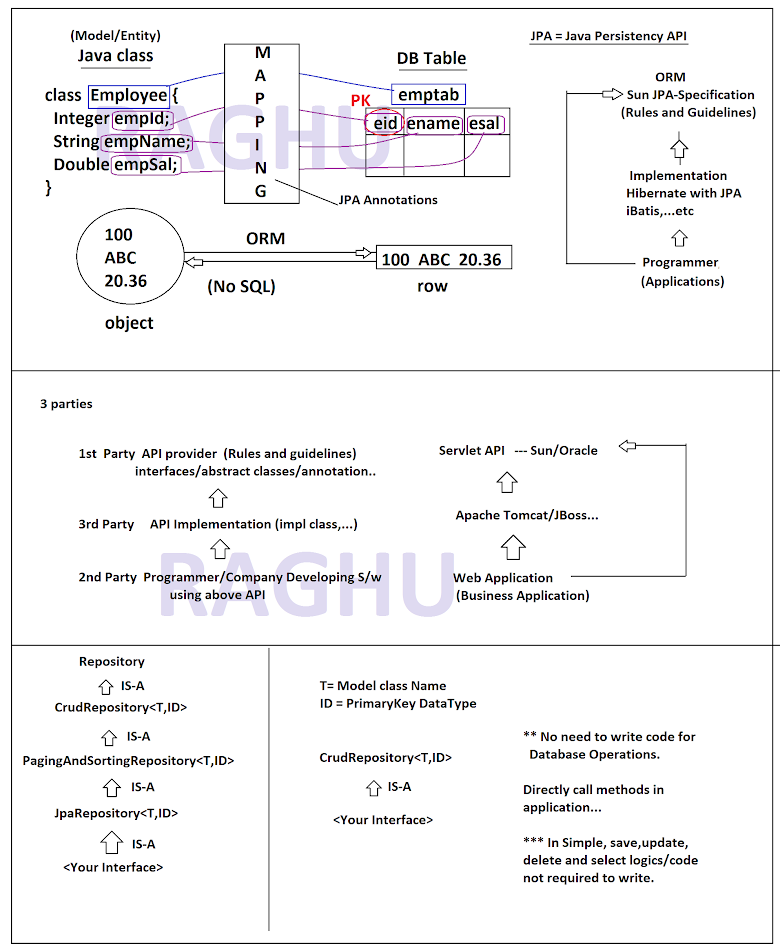 (Model/Entity)
Java class
class Employee {
Integer empId;
String empName;
Double empSal;
}
M
A
P
P
I
N
G
DB Table
emptab
PK
eid ename esal
JPA Annotations
RAGHU
100
ABC
20.36
object
ORM
(No SQL)
100 ABC 20.36
row
JPA = Java Persistency API
ORM
Sun JPA-Specification
(Rules and Guidelines)
Implementation
Hibernate with JPA
iBatis,...etc
Programmer
(Applications)
3 parties
1st Party API provider (Rules and guidelines)
interfaces/abstract classes/annotation..
3rd Party API Implementation (impl class,...)
2nd Party Programmer/Company Developing S/w
using above API
RAGHU
Servlet API --- Sun/Oracle
Apache Tomcat/JBoss...
Web Application
(Business Application)
Repository
IS-A
CrudRepository<T,ID>
IS-A
PagingAndSortingRepository<T,ID>
IS-A
JpaRepository<T,ID>
IS-A
<Your Interface>
T= Model class Name
ID = PrimaryKey DataType
CrudRepository<T,ID>
IS-A
<Your Interface>
** No need to write code for
Database Operations.
Directly call methods in
application...
*** In Simple, save,update,
delete and select logics/code
not required to write.